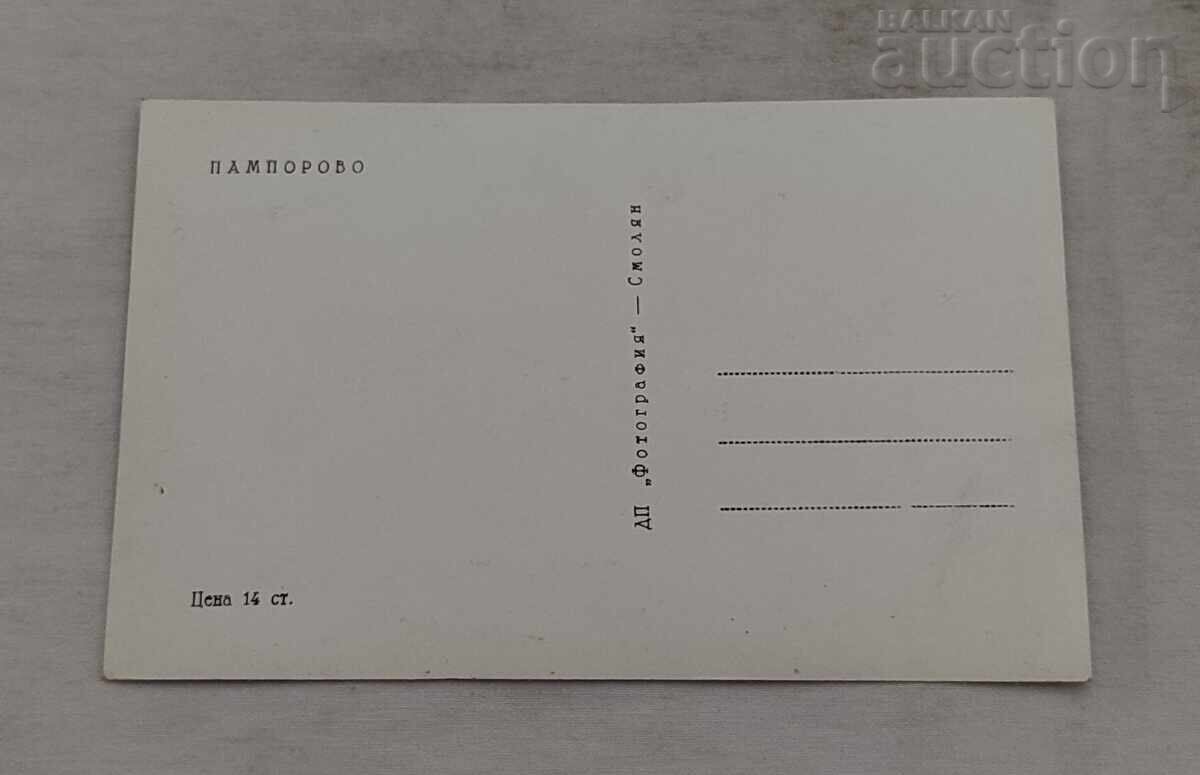 BALKAN
auction
ПАМПОРОВО
ДП „Фотография“ — Смолян
Цена 14 ст.